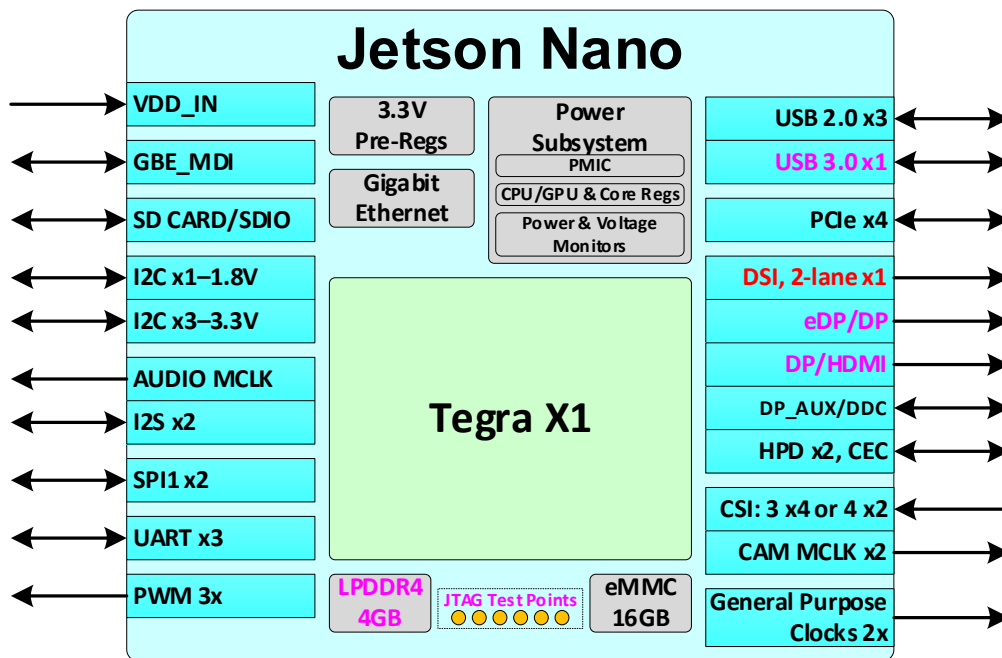 Jetson Nano
VDD_IN
GBE_MDI
SD CARD/SDIO
I2C x1–1.8V
I2C x3–3.3V
AUDIO MCLK
I2S x2
SPI1 x2
UART x3
PWM 3x
3.3V
Pre-Regs
Gigabit
Ethernet
Power
Subsystem
PMIC
CPU/GPU & Core Regs
Power & Voltage
Monitors
Tegra X1
LPDDR4
4GB
JTAG Test Points
eMMC
16GB
USB 2.0 x3
USB 3.0 x1
PCIe x4
DSI, 2-lane x1
eDP/DP
DP/HDMI
DP_AUX/DDC
HPD x2, CEC
CSI: 3 x4 or 4 x2
CAM MCLK x2
General Purpose
Clocks 2x